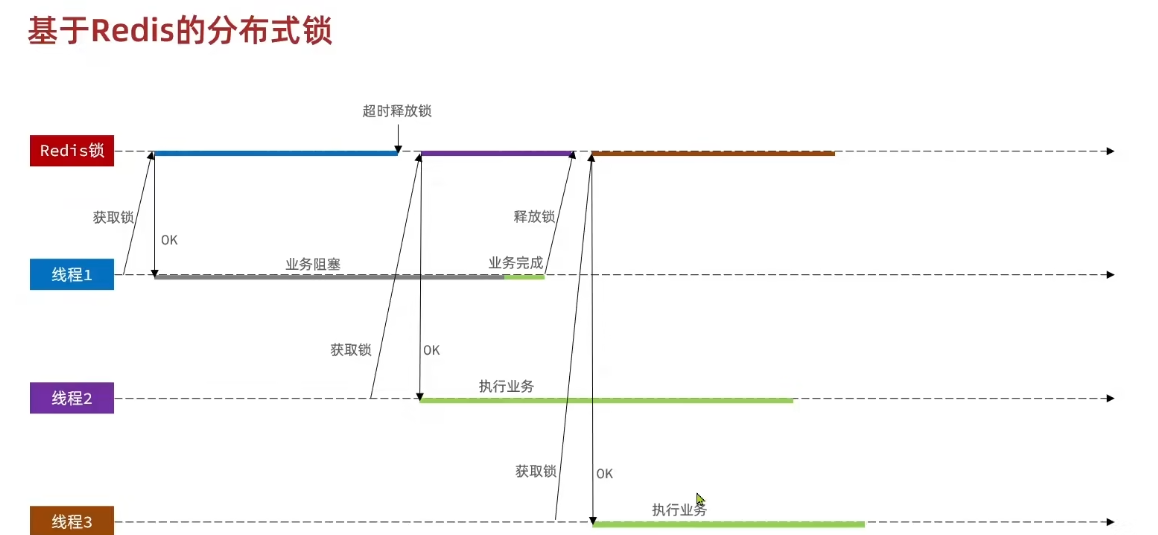 基于Redis的分布式锁
超时释放锁
Redis锁
获取锁
释放锁
OK
业务阻塞
业务完成
线程1
获取锁
OK
执行业务
线程2
获取锁
OK
执行业务
线程3